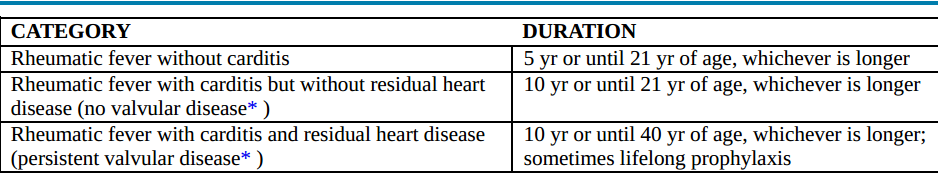 CATEGORY DURATION
Rheumatic fever without carditis 5 yr or until 21 yr of age, whichever is longer
Rheumatic fever with carditis but without residual heart 10 yr or until 21 yr of age, whichever is longer
disease (no valvular disease* )
Rheumatic fever with carditis and residual heart disease 10 yr or until 40 yr of age, whichever is longer;
(persistent valvular disease* ) sometimes lifelong prophylaxis